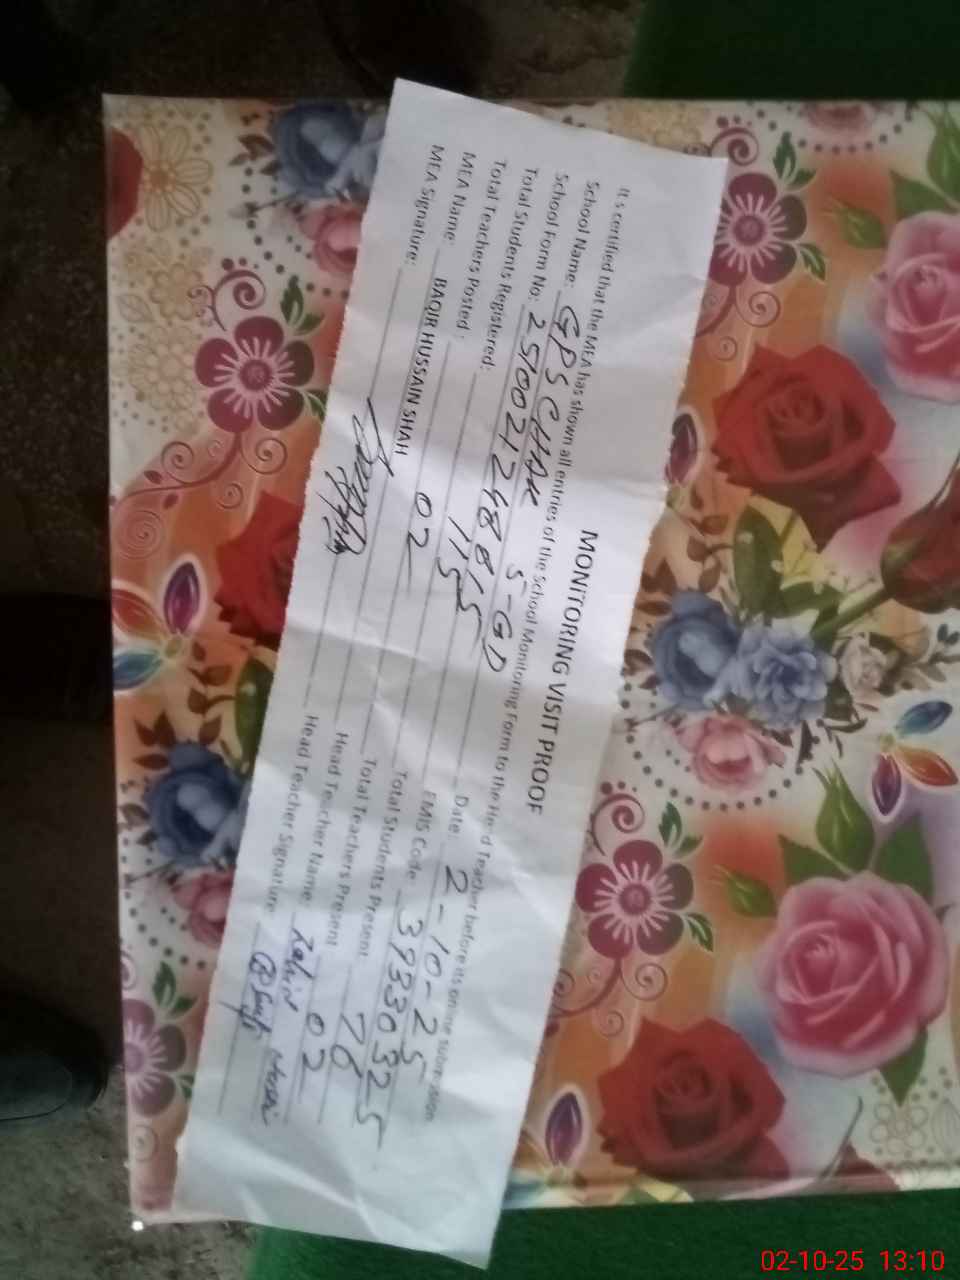 MONITORING VISIT PROOF
It s certified that the MEA has shown all entries of the School Monitoring Form to the Head Teacher before its online submission
School Name: GPS CHAK 5-GD Date: 2-10-25
School Form No: EMIS Code: 39330325
Total Students Registered: 115 Total Students Present 76
Total Teachers Posted: 02 Total Teachers Present 02
MEA Name: BAQIR HUSSAIN SHAH Head Teacher Name
MEA Signature: Head Teacher Signature
02-10-25 13:10